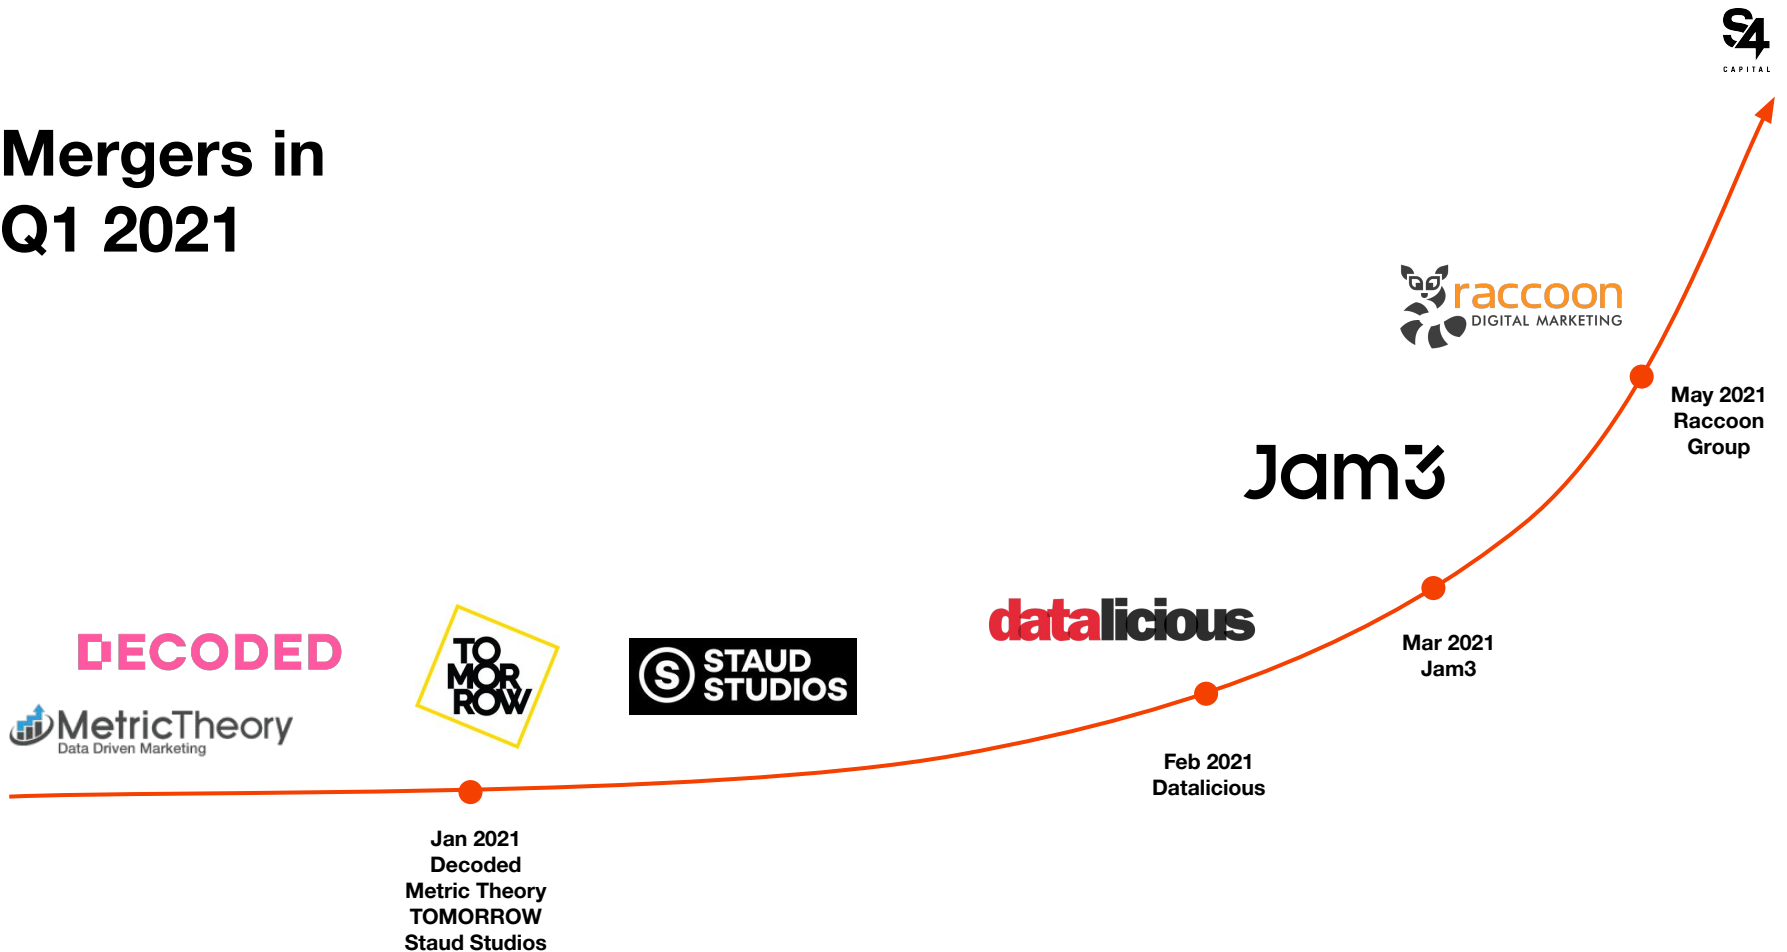 S4
CAPITAL
Mergers in
Q1 2021
raccoon
DIGITAL MARKETING
May 2021
Raccoon
Group
Jam3
Mar 2021
Jam3
datalicious
Feb 2021
Datalicious
DECODED
MetricTheory
Data Driven Marketing
TO
MOR
ROW
S STAUD
STUDIOS
Jan 2021
Decoded
Metric Theory
TOMORROW
Staud Studios